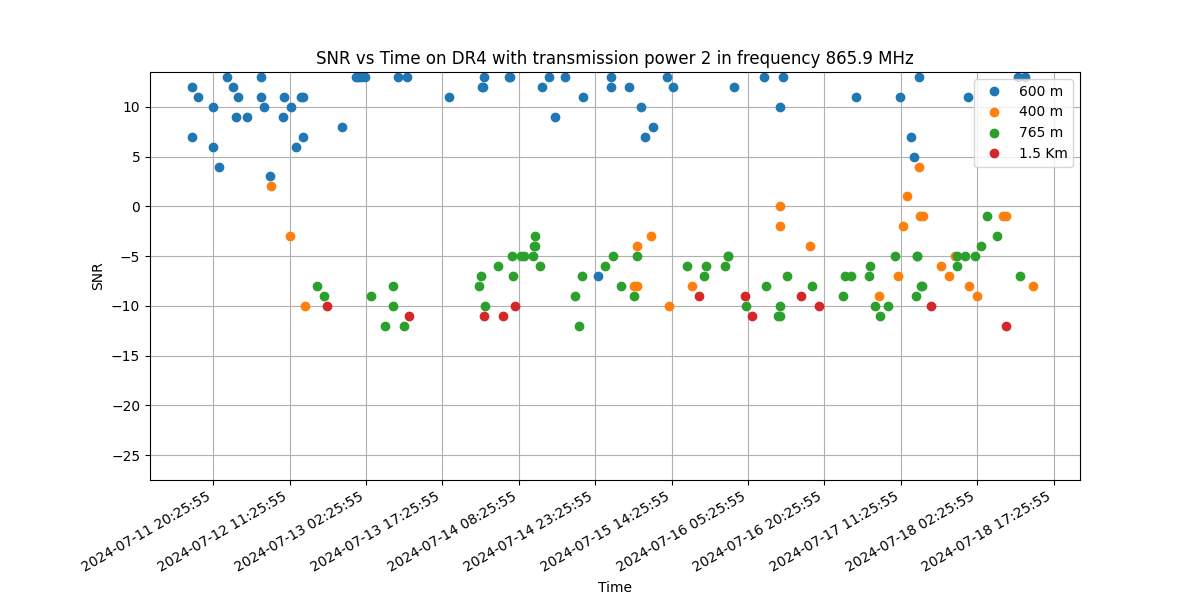 SNR vs Time on DR4 with transmission power 2 in frequency 865.9 MHz
600 m
400 m
765 m
1.5 Km
SNR
10
5
0
−5
−10
−15
−20
−25
2024-07-11 20:25:55
2024-07-12 11:25:55
2024-07-13 02:25:55
2024-07-13 17:25:55
2024-07-14 08:25:55
2024-07-14 23:25:55
2024-07-15 14:25:55
2024-07-16 05:25:55
2024-07-16 20:25:55
2024-07-17 11:25:55
2024-07-18 02:25:55
2024-07-18 17:25:55
Time